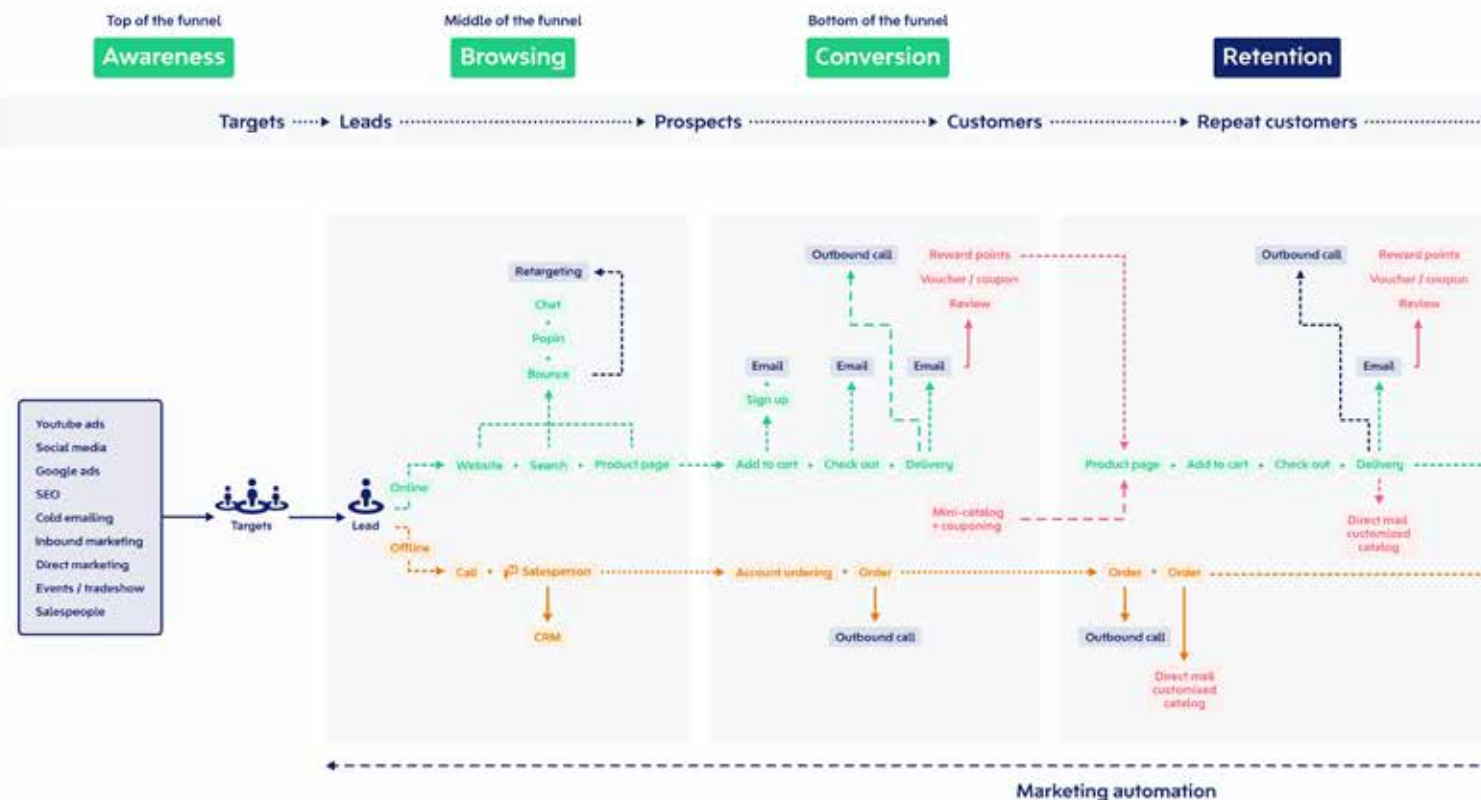 Top of the funnel
Middle of the funnel
Bottom of the funnel
Awareness
Browsing
Conversion
Retention
Targets
Leads
Prospects
Customers
Repeat customers
Youtube ads
Social media
Google ads
SEO
Cold emailing
Inbound marketing
Direct marketing
Events / tradeshow
Salespeople
Targets
Lead
Online
Offline
Retargeting
Chat
Popin
Bounce
Website
Search
Product page
Call
Salesperson
CRM
Outbound call
Reward points
Voucher / coupon
Review
Email
Sign up
Email
Email
Add to cart
Check out
Delivery
Mini-catalog
+ couponing
Account ordering
Order
Outbound call
Outbound call
Reward points
Voucher / coupon
Review
Email
Product page
Add to cart
Check out
Delivery
Direct mail
customized
catalog
Order
Order
Outbound call
Direct mail
customized
catalog
Marketing automation